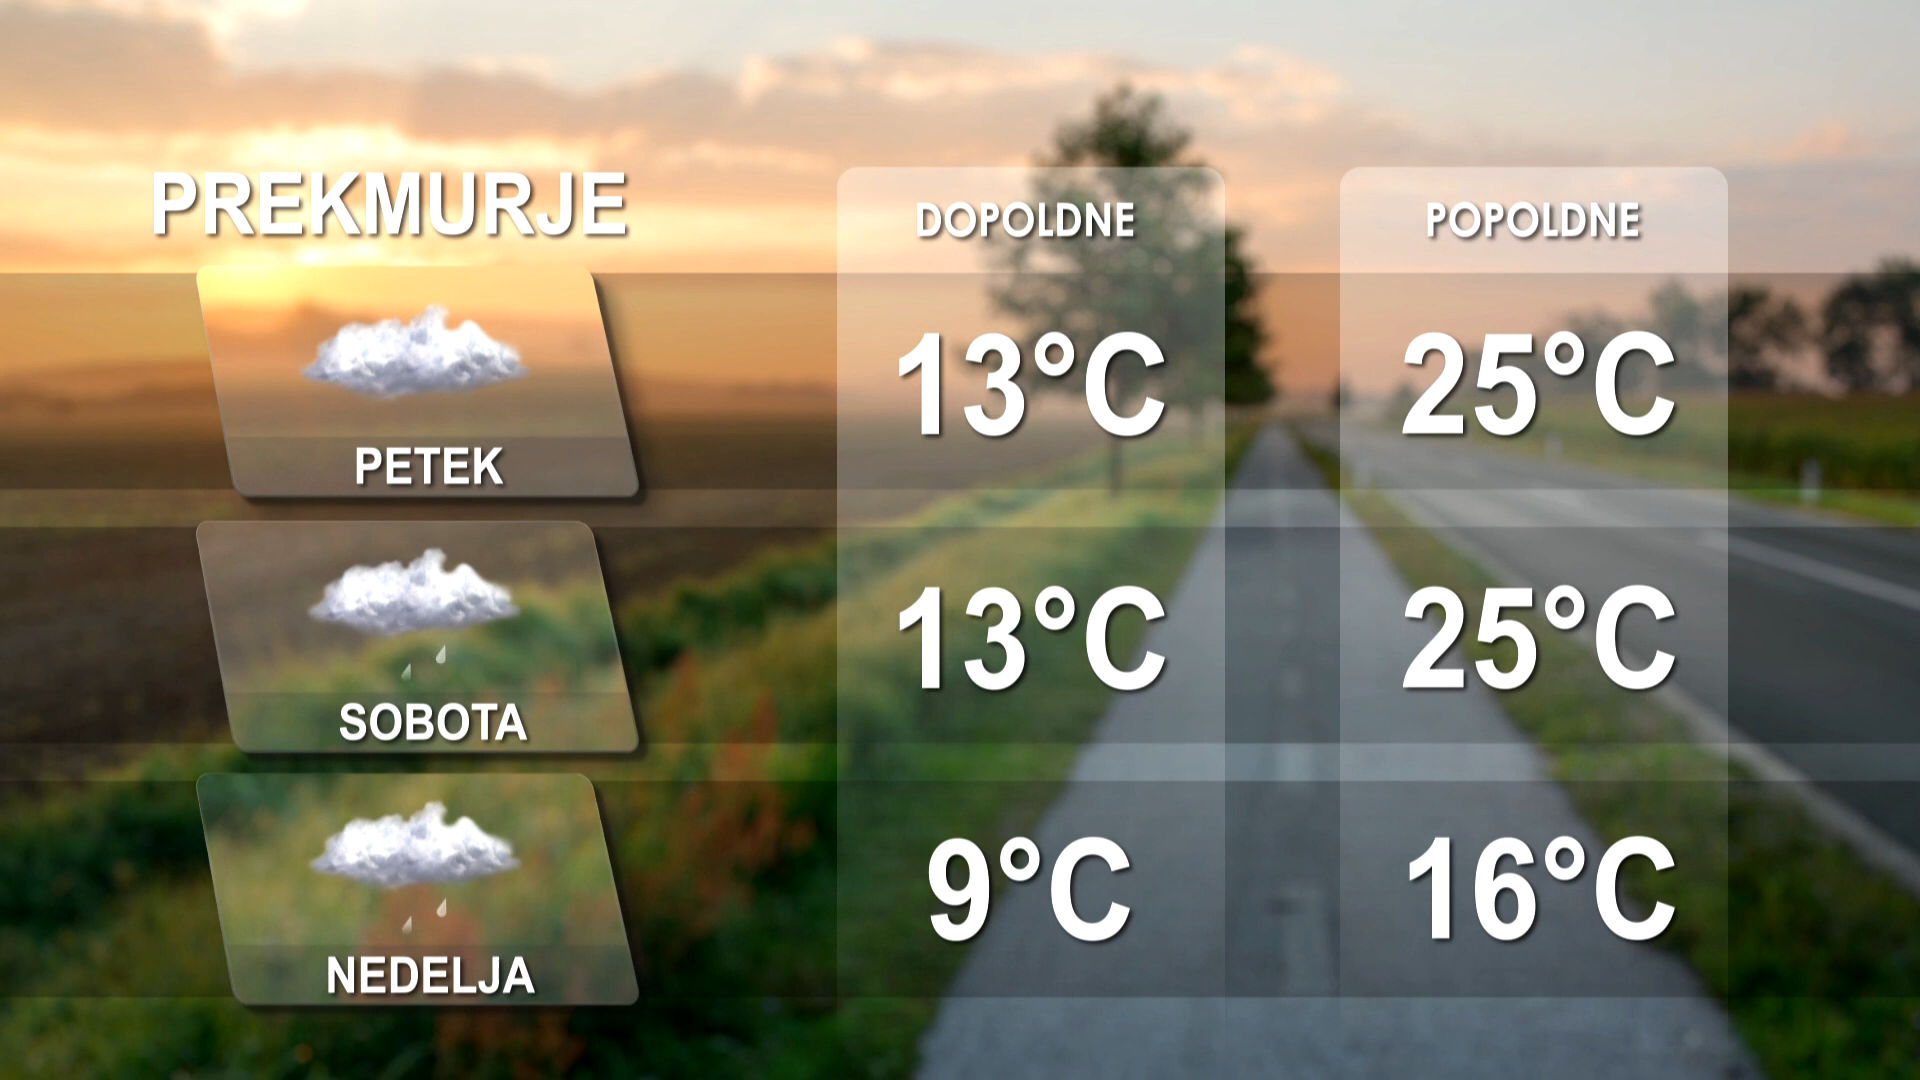 PREKMURJE
DOPOLDNE POPOLDNE
13°C 25°C
PETEK
13°C 25°C
SOBOTA
9°C 16°C
NEDELJA